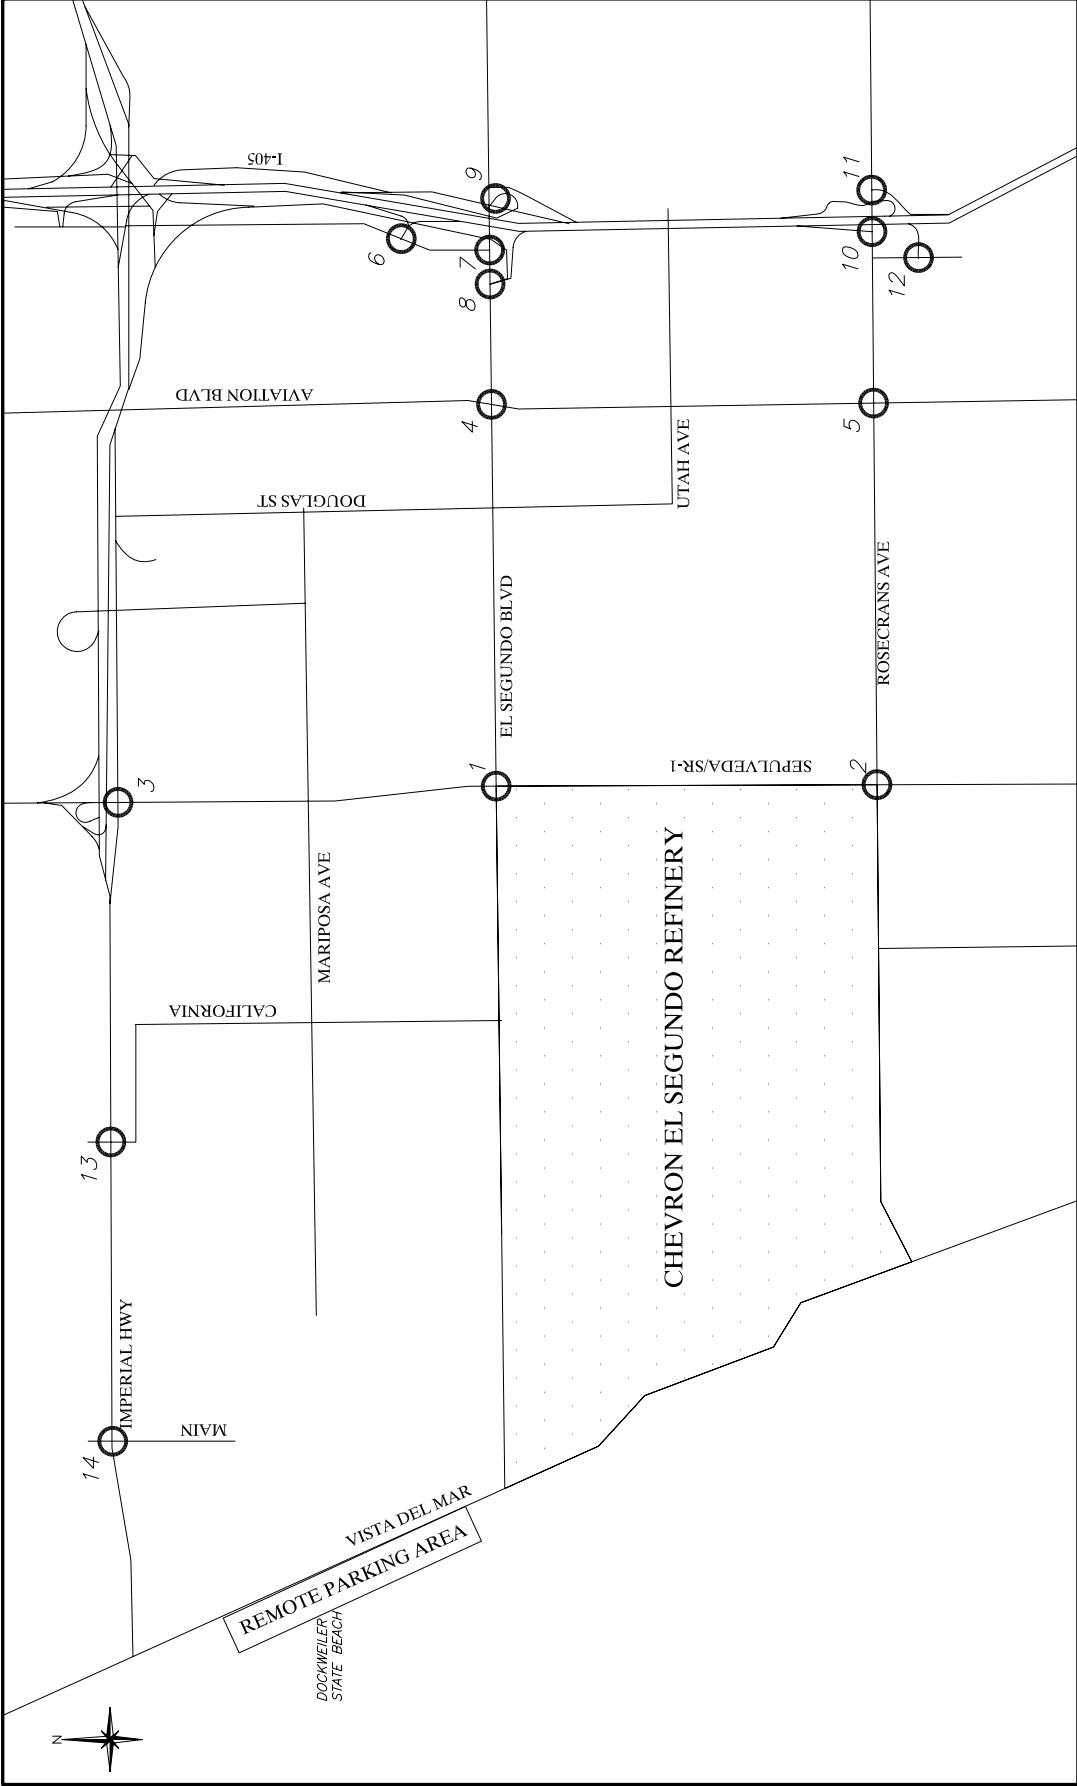 I-405
9
11
6
7
8
10
12
AVIATION BLVD
4
5
DOUGLAS ST
UTAH AVE
EL SEGUNDO BLVD
ROSECRANS AVE
3
1
SEPULVEDA/SR-1
2
MARIPOSA AVE
CALIFORNIA
CHEVRON EL SEGUNDO REFINERY
13
IMPERIAL HWY
14
MAIN
VISTA DEL MAR
REMOTE PARKING AREA
DOCKWEILER
STATE BEACH
N